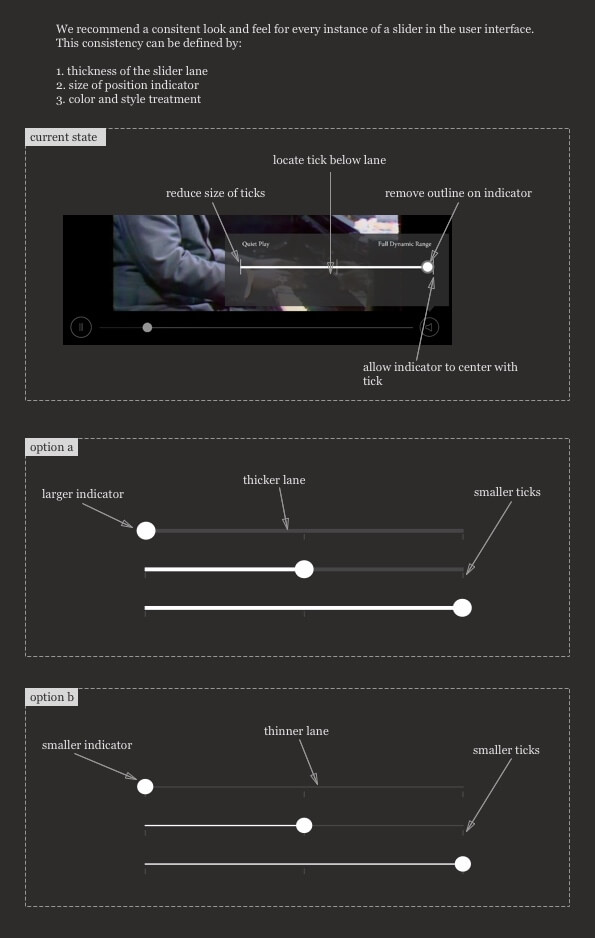 We recommend a consitent look and feel for every instance of a slider in the user interface.
This consistency can be defined by:
1. thickness of the slider lane
2. size of position indicator
3. color and style treatment
current state
locate tick below lane
reduce size of ticks
remove outline on indicator
Quiet Play
Full Dynamic Range
allow indicator to center with
tick
option a
thicker lane
larger indicator
smaller ticks
option b
thinner lane
smaller indicator
smaller ticks